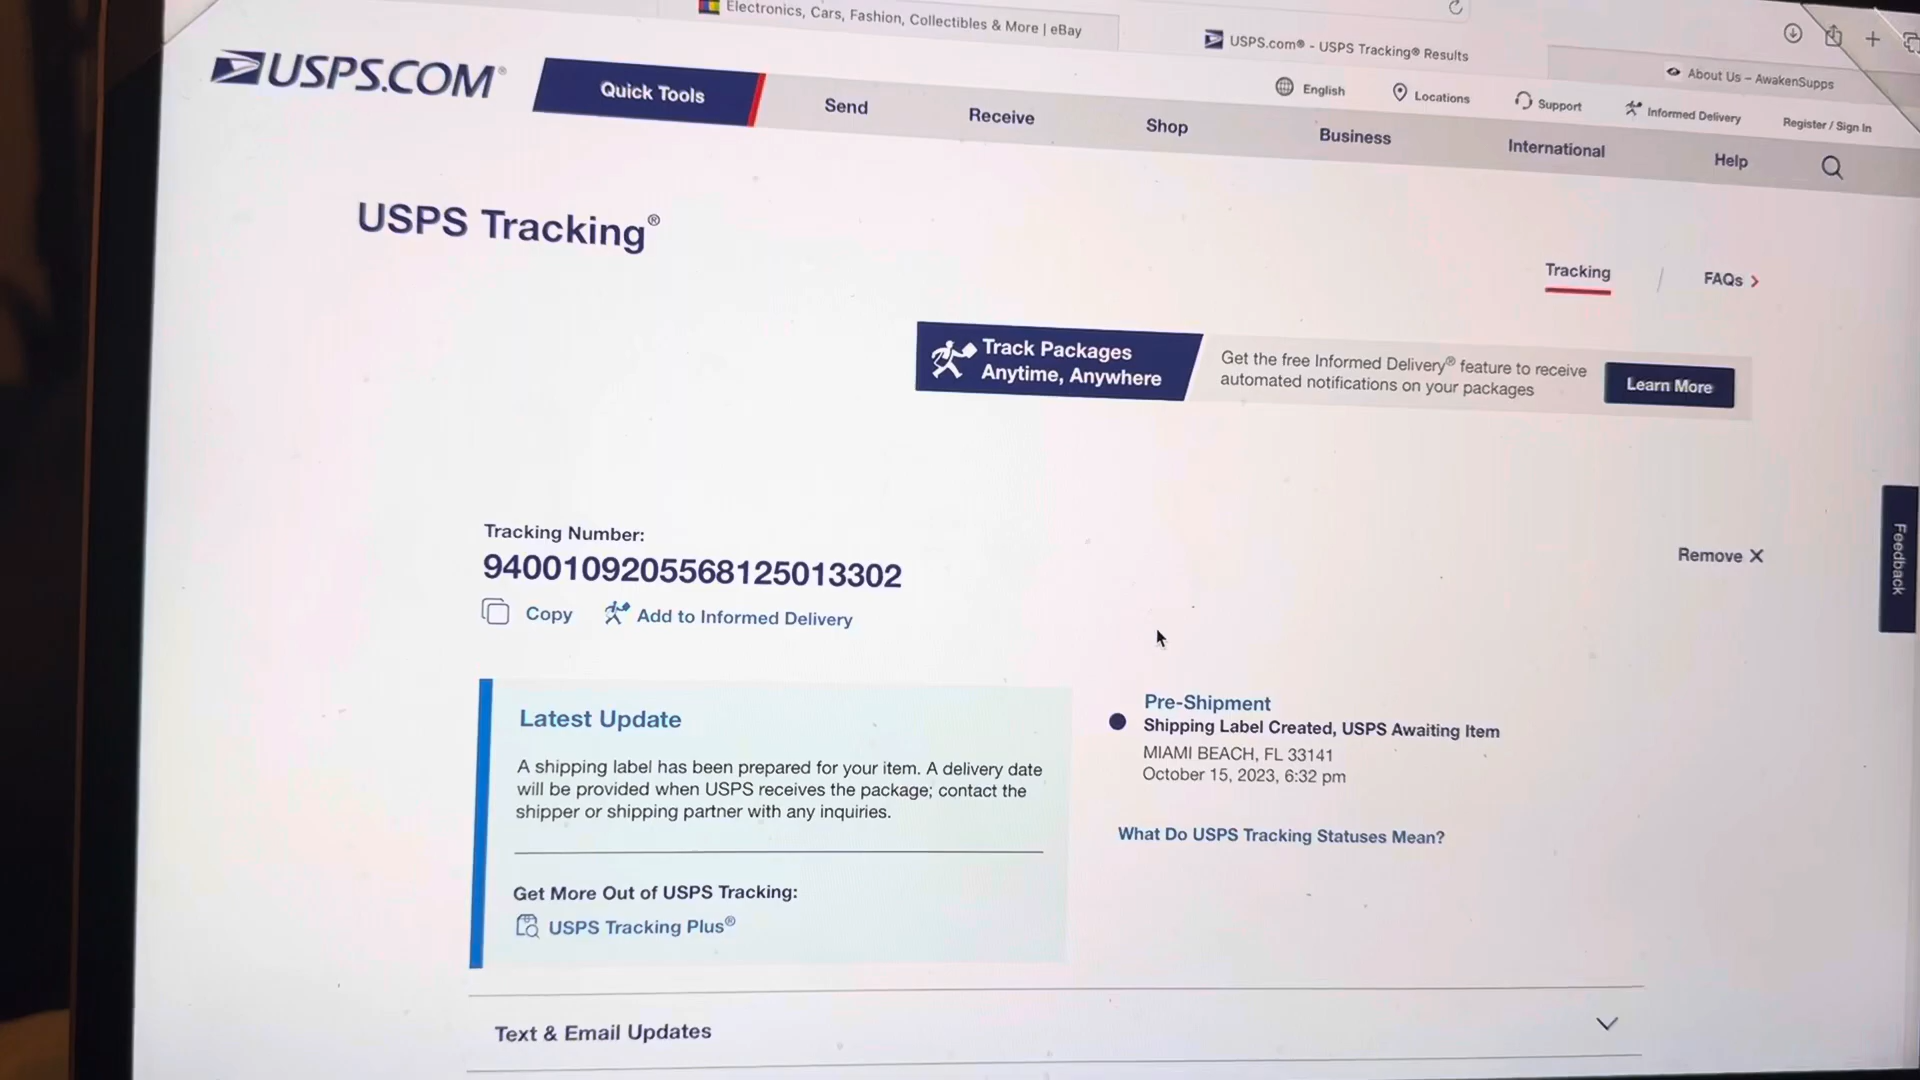 Electronics, Cars, Fashion, Collectibles & More | eBay
USPS.com® - USPS Tracking® Results
About Us – AwakenSupps
USPS.COM®
English
Locations
Support
Informed Delivery
Register / Sign In
Quick Tools
Send
Receive
Shop
Business
International
Help
USPS Tracking®
Tracking
FAQs
Track Packages
Anytime, Anywhere
Get the free Informed Delivery® feature to receive
automated notifications on your packages
Learn More
Feedback
Tracking Number:
9400109205568125013302
Remove X
Copy
Add to Informed Delivery
Latest Update
A shipping label has been prepared for your item. A delivery date
will be provided when USPS receives the package; contact the
shipper or shipping partner with any inquiries.
Get More Out of USPS Tracking:
USPS Tracking Plus®
Pre-Shipment
Shipping Label Created, USPS Awaiting Item
MIAMI BEACH, FL 33141
October 15, 2023, 6:32 pm
What Do USPS Tracking Statuses Mean?
Text & Email Updates